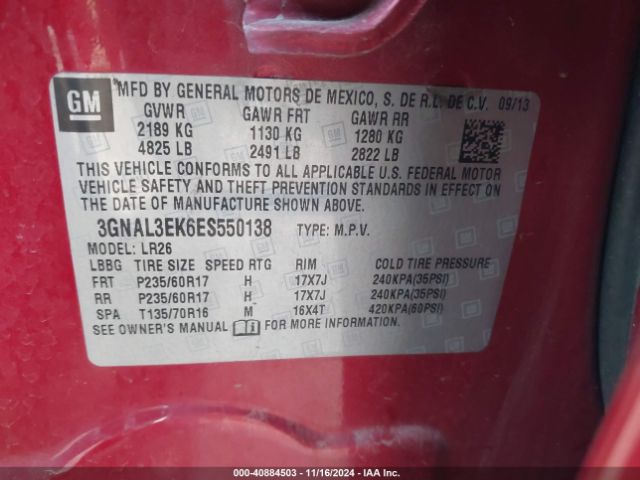 GM
MFD BY GENERAL MOTORS DE MEXICO, S. DE R.L. DE C.V. 09/13
GVWR GAWR FRT GAWR RR
2189 KG 1130 KG 1280 KG
4825 LB 2491 LB 2822 LB
THIS VEHICLE CONFORMS TO ALL APPLICABLE U.S. FEDERAL MOTOR
VEHICLE SAFETY AND THEFT PREVENTION STANDARDS IN EFFECT ON
THE DATE OF MANUFACTURE SHOWN ABOVE.
3GNAL3EK6ES550138 TYPE: M.P.V.
MODEL: LR26
LBBG TIRE SIZE SPEED RTG RIM COLD TIRE PRESSURE
FRT P235/60R17 H 17X7J 240KPA(35PSI)
RR P235/60R17 H 17X7J 240KPA(35PSI)
SPA T135/70R16 M 16X4T 420KPA(60PSI)
SEE OWNER'S MANUAL FOR MORE INFORMATION.
000-40884503 - 11/16/2024 - IAA Inc.